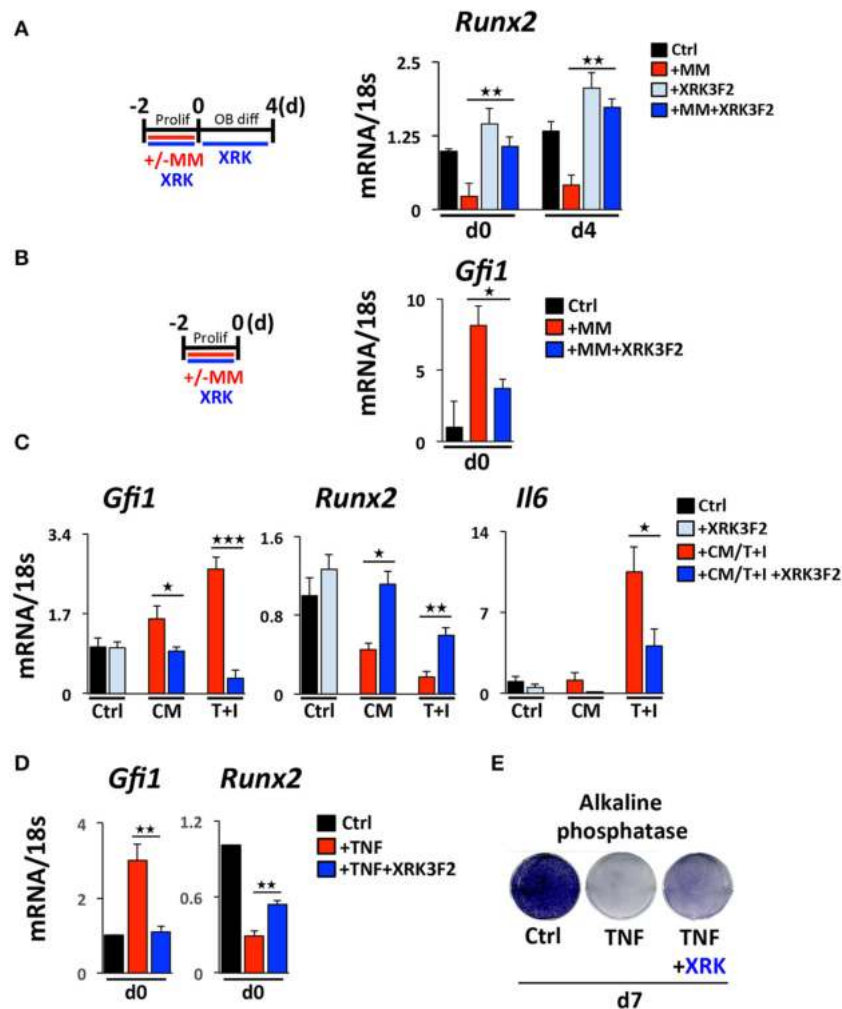 A
Runx2
Ctrl
+MM
+XRK3F2
+MM+XRK3F2
-2 0 4(d)
Prolif OB diff
+/-MM XRK
XRK
mRNA/18s
2.5
1.25
0
★★ ★★
d0 d4
B
Gfi1
Ctrl
+MM
+MM+XRK3F2
-2 0 (d)
Prolif
+/-MM
XRK
mRNA/18s
10
5
0
★
d0
C
Gfi1 Runx2 Il6
Ctrl
+XRK3F2
+CM/T+I
+CM/T+I +XRK3F2
mRNA/18s
3.4
1.7
0
★ ★★★
Ctrl CM T+I
1.6
0.8
0
★ ★★
Ctrl CM T+I
14
7
0
★
Ctrl CM T+I
D
Gfi1 Runx2
Ctrl
+TNF
+TNF+XRK3F2
mRNA/18s
4
2
0
★★
d0
1.2
0.6
0
★★
d0
E
Alkaline
phosphatase
Ctrl TNF TNF
+XRK
d7